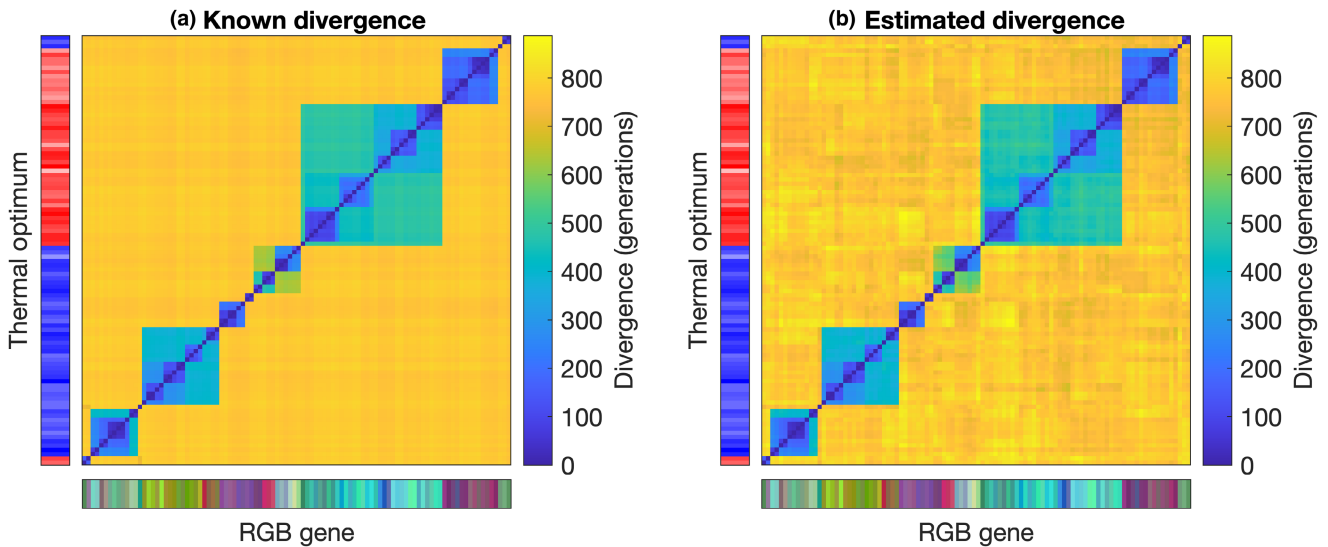 (a) Known divergence
Thermal optimum
800
700
600
500
400
300
200
100
0
Divergence (generations)
RGB gene
(b) Estimated divergence
Thermal optimum
800
700
600
500
400
300
200
100
0
Divergence (generations)
RGB gene